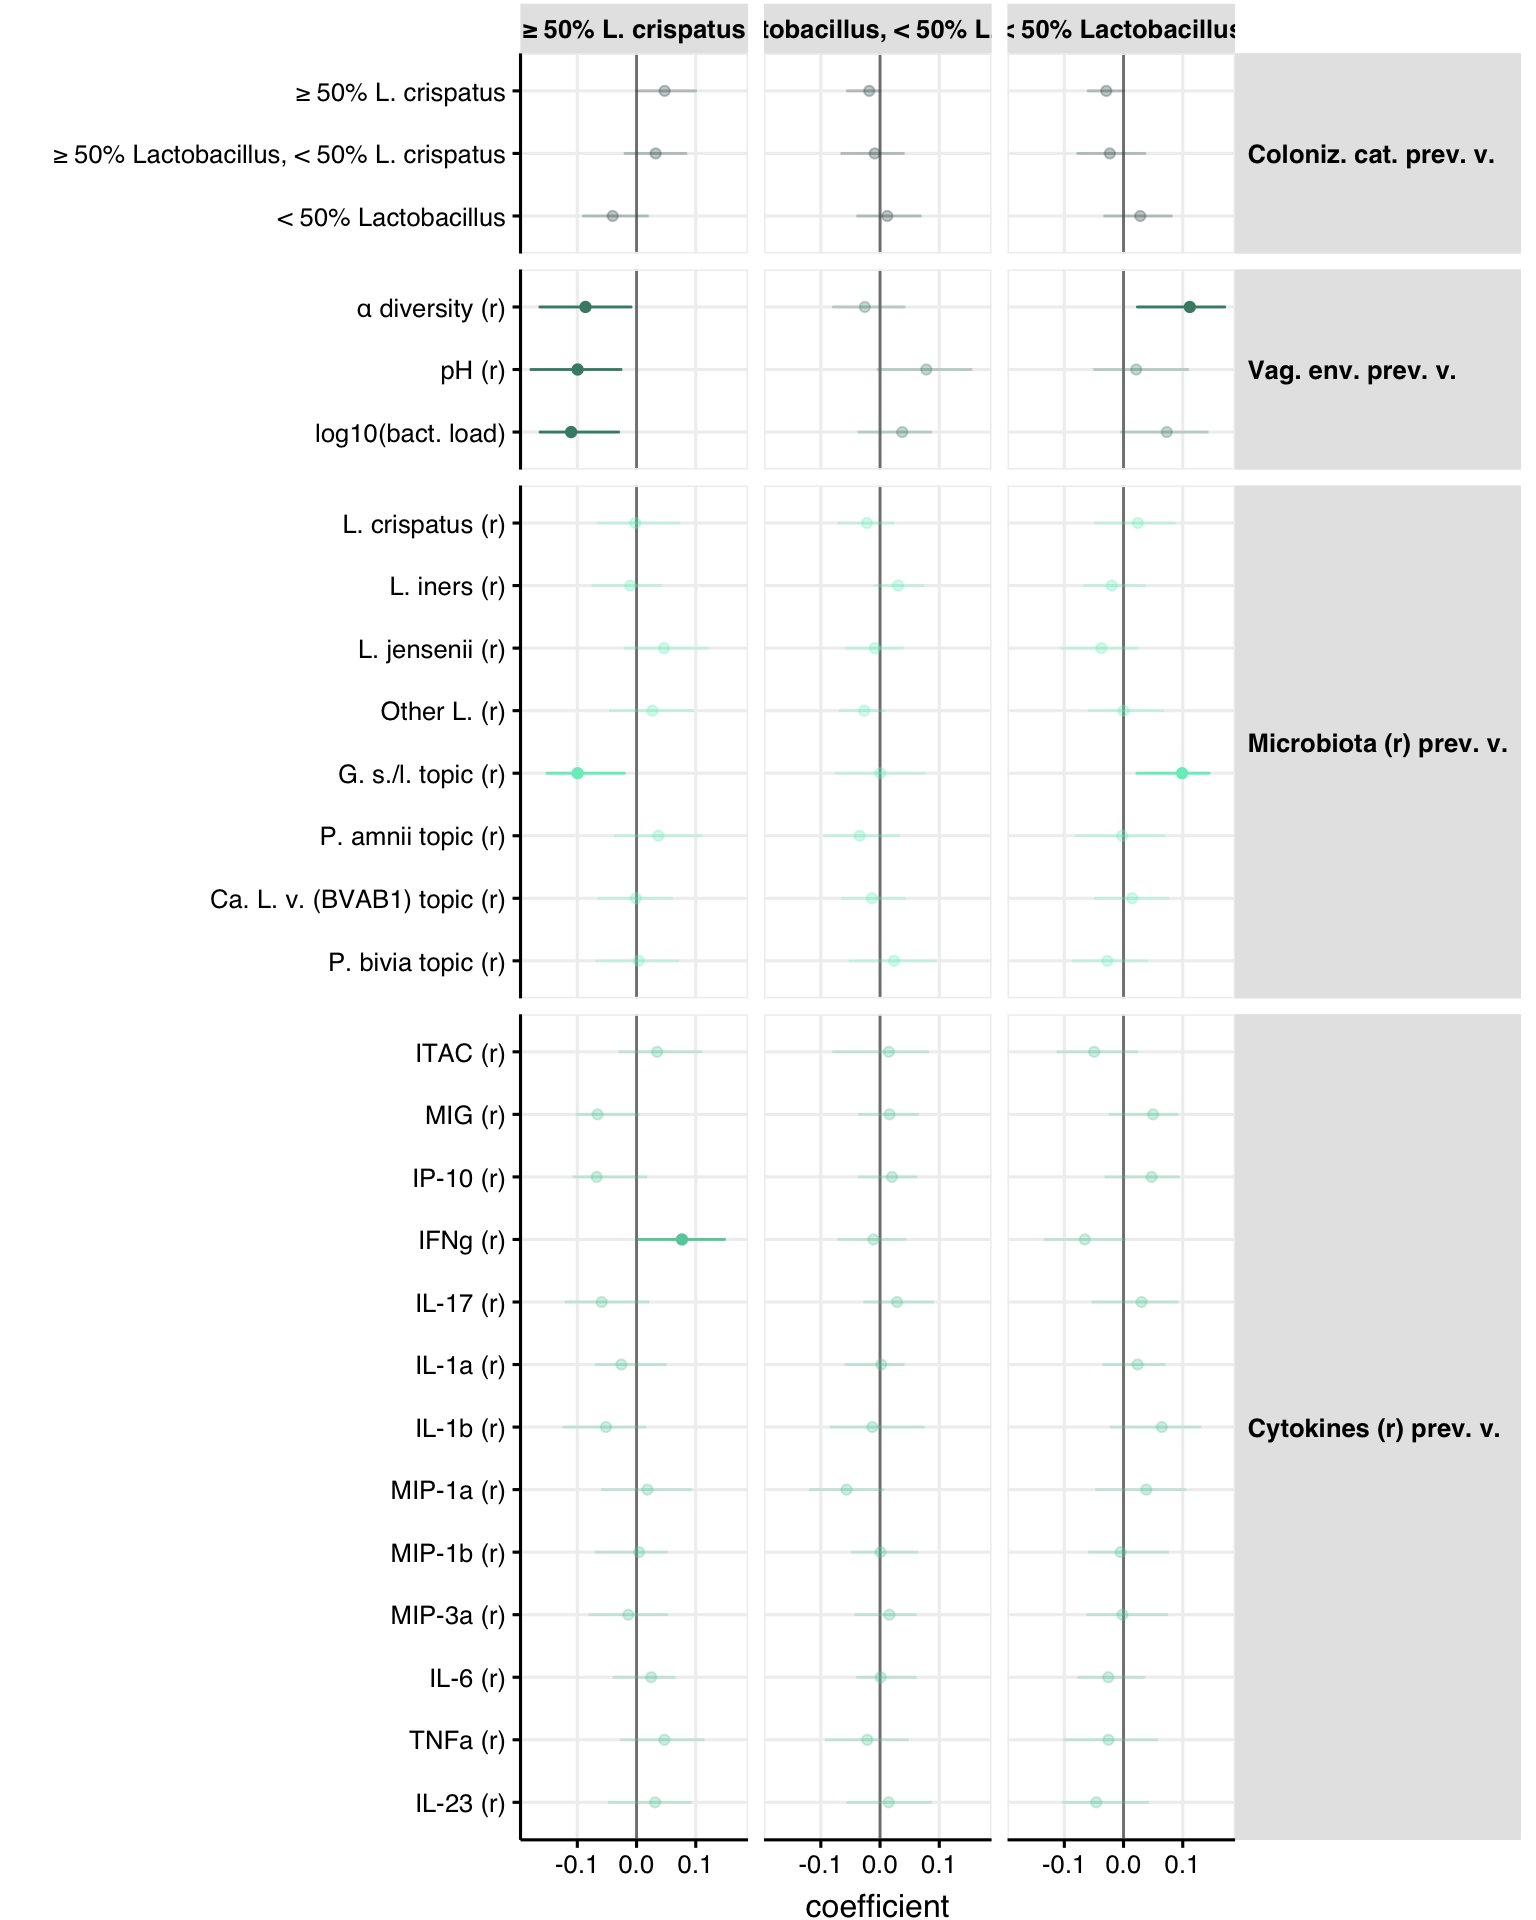 ≥ 50% L. crispatus
tobacillus, < 50% L.
< 50% Lactobacillus
≥ 50% L. crispatus
≥ 50% Lactobacillus, < 50% L. crispatus
< 50% Lactobacillus
Coloniz. cat. prev. v.
α diversity (r)
pH (r)
log10(bact. load)
Vag. env. prev. v.
L. crispatus (r)
L. iners (r)
L. jensenii (r)
Other L. (r)
G. s./l. topic (r)
P. amnii topic (r)
Ca. L. v. (BVAB1) topic (r)
P. bivia topic (r)
Microbiota (r) prev. v.
ITAC (r)
MIG (r)
IP-10 (r)
IFNg (r)
IL-17 (r)
IL-1a (r)
IL-1b (r)
MIP-1a (r)
MIP-1b (r)
MIP-3a (r)
IL-6 (r)
TNFa (r)
IL-23 (r)
Cytokines (r) prev. v.
-0.1 0.0 0.1
-0.1 0.0 0.1
-0.1 0.0 0.1
coefficient